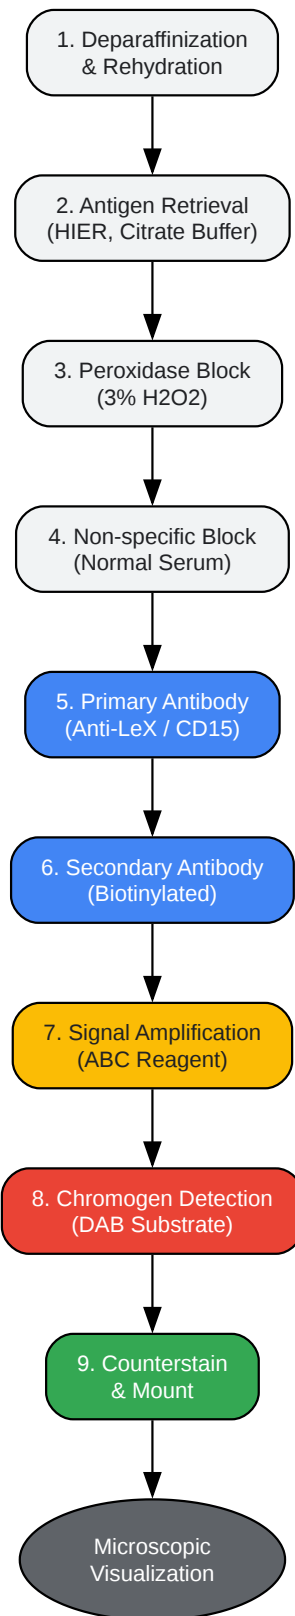 1. Deparaffinization
& Rehydration
2. Antigen Retrieval
(HIER, Citrate Buffer)
3. Peroxidase Block
(3% H2O2)
4. Non-specific Block
(Normal Serum)
5. Primary Antibody
(Anti-LeX / CD15)
6. Secondary Antibody
(Biotinylated)
7. Signal Amplification
(ABC Reagent)
8. Chromogen Detection
(DAB Substrate)
9. Counterstain
& Mount
Microscopic
Visualization